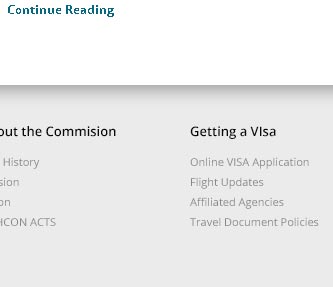 Continue Reading
out the Commision
Getting a VIsa
History
Online VISA Application
sion
Flight Updates
on
Affiliated Agencies
HCON ACTS
Travel Document Policies